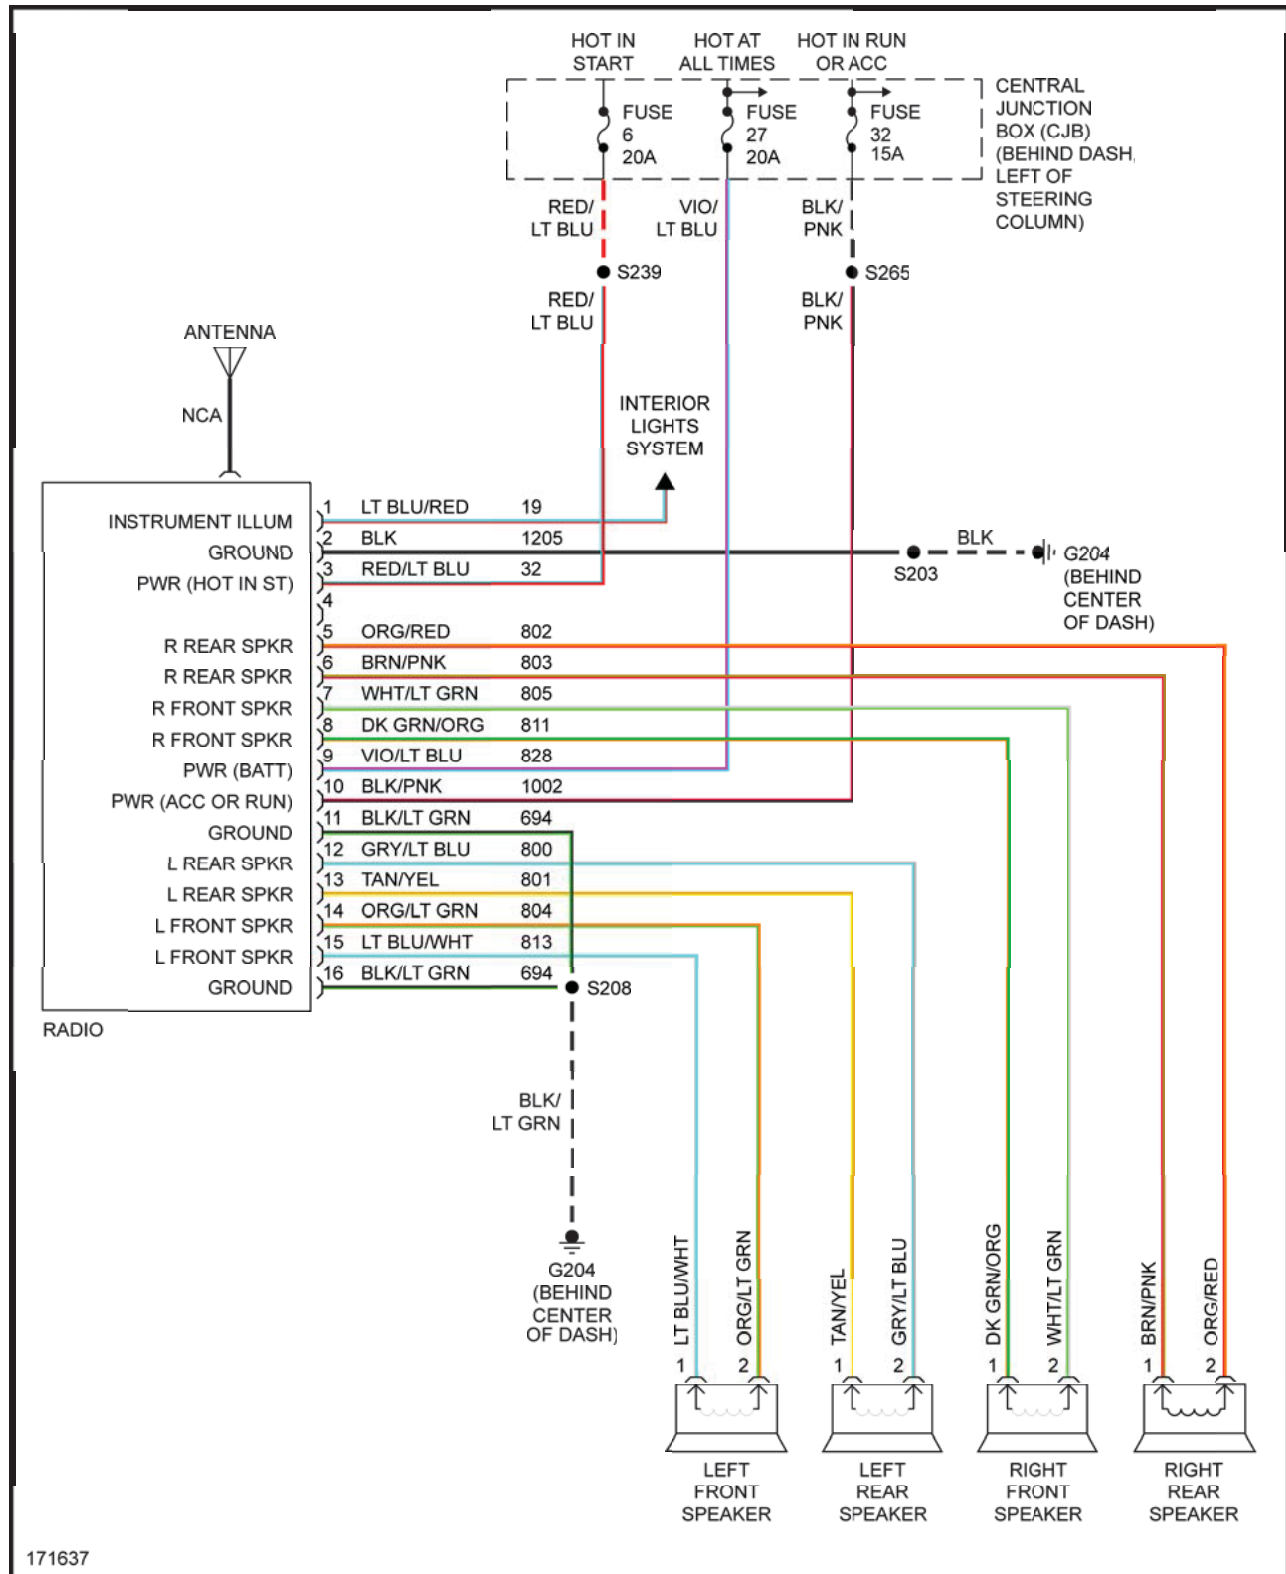 HOT IN
START
HOT AT
ALL TIMES
HOT IN RUN
OR ACC
FUSE
6
20A
FUSE
27
20A
FUSE
32
15A
CENTRAL
JUNCTION
BOX (CJB)
(BEHIND DASH,
LEFT OF
STEERING
COLUMN)
RED/
LT BLU
VIO/
LT BLU
BLK/
PNK
S239
S265
RED/
LT BLU
BLK/
PNK
ANTENNA
NCA
INTERIOR
LIGHTS
SYSTEM
INSTRUMENT ILLUM 1 LT BLU/RED 19
GROUND 2 BLK 1205
PWR (HOT IN ST) 3 RED/LT BLU 32
4
R REAR SPKR 5 ORG/RED 802
R REAR SPKR 6 BRN/PNK 803
R FRONT SPKR 7 WHT/LT GRN 805
R FRONT SPKR 8 DK GRN/ORG 811
PWR (BATT) 9 VIO/LT BLU 828
PWR (ACC OR RUN) 10 BLK/PNK 1002
GROUND 11 BLK/LT GRN 694
L REAR SPKR 12 GRY/LT BLU 800
L REAR SPKR 13 TAN/YEL 801
L FRONT SPKR 14 ORG/LT GRN 804
L FRONT SPKR 15 LT BLU/WHT 813
GROUND 16 BLK/LT GRN 694
RADIO
BLK
S203
G204
(BEHIND
CENTER
OF DASH)
S208
BLK/
LT GRN
G204
(BEHIND
CENTER
OF DASH)
LT BLU/WHT
ORG/LT GRN
TAN/YEL
GRY/LT BLU
DK GRN/ORG
WHT/LT GRN
BRN/PNK
ORG/RED
1 2 1 2 1 2 1 2
LEFT
FRONT
SPEAKER
LEFT
REAR
SPEAKER
RIGHT
FRONT
SPEAKER
RIGHT
REAR
SPEAKER
171637